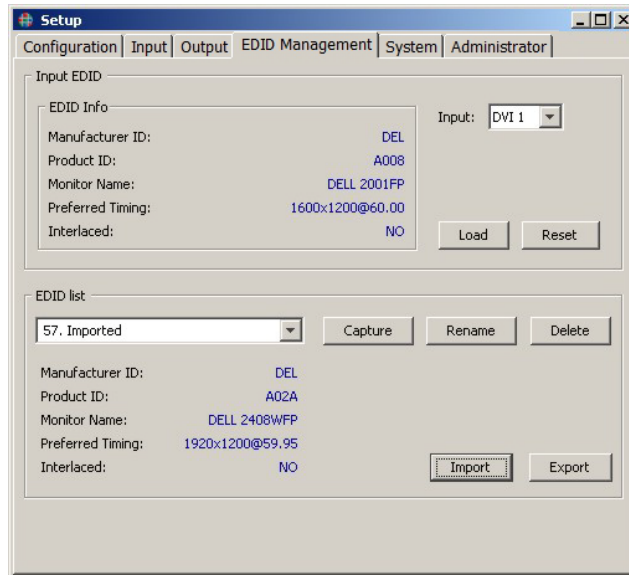 Setup
Configuration Input Output EDID Management System Administrator
Input EDID
EDID Info
Input: DVI 1
Manufacturer ID: DEL
Product ID: A008
Monitor Name: DELL 2001FP
Preferred Timing: 1600x1200@60.00
Interlaced: NO
Load Reset
EDID list
57. Imported Capture Rename Delete
Manufacturer ID: DEL
Product ID: A02A
Monitor Name: DELL 2408WFP
Preferred Timing: 1920x1200@59.95
Interlaced: NO
Import Export